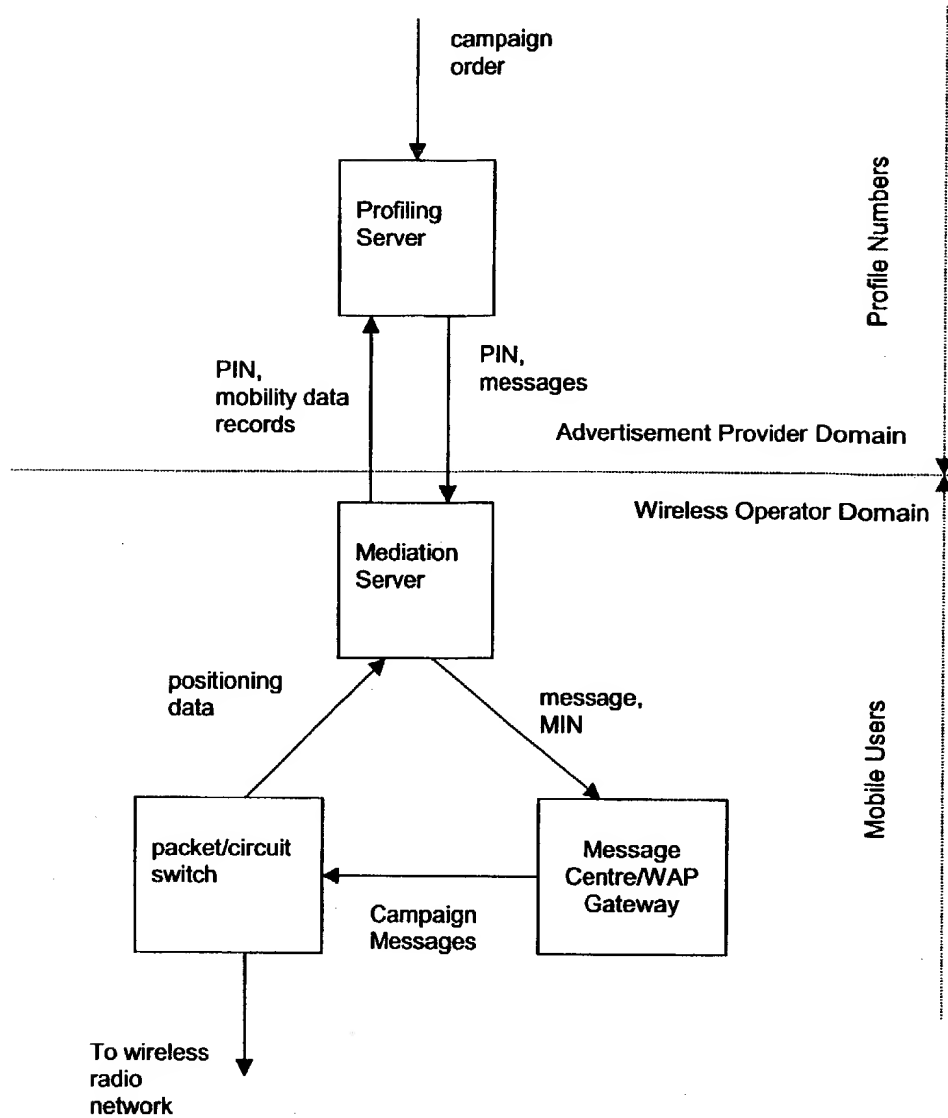 campaign
order
Profiling
Server
Profile Numbers
PIN,
mobility data
records
PIN,
messages
Advertisement Provider Domain
Wireless Operator Domain
Mediation
Server
positioning
data
message,
MIN
Mobile Users
packet/circuit
switch
Message
Centre/WAP
Gateway
Campaign
Messages
To wireless
radio
network